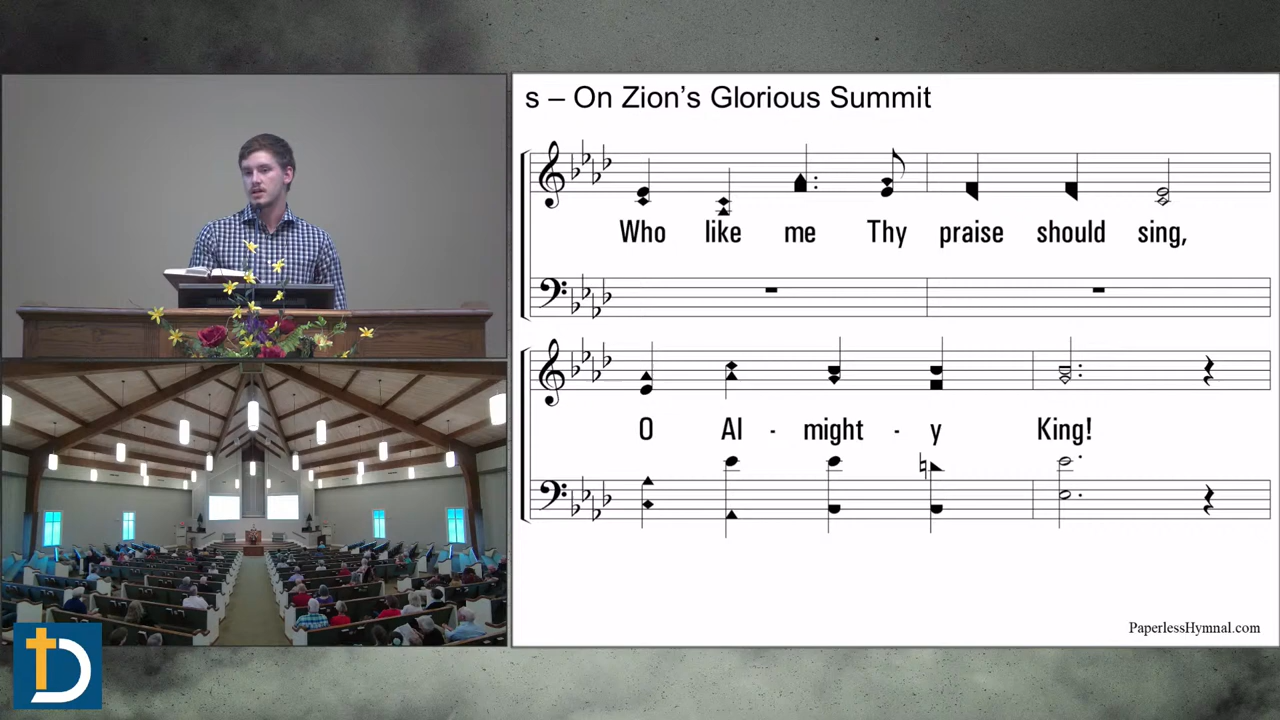 s – On Zion's Glorious Summit
Who like me Thy praise should sing,
O Al - might - y King!
PaperlessHymnal.com
D